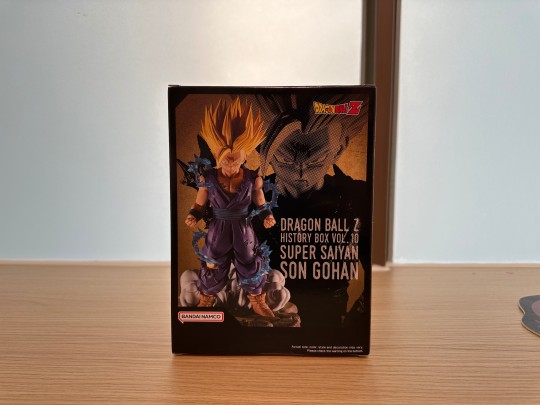 DRAGON BALL Z
DRAGON BALL Z
HISTORY BOX VOL. 10
SUPER SAIYAN
SON GOHAN
BANDAI NAMCO